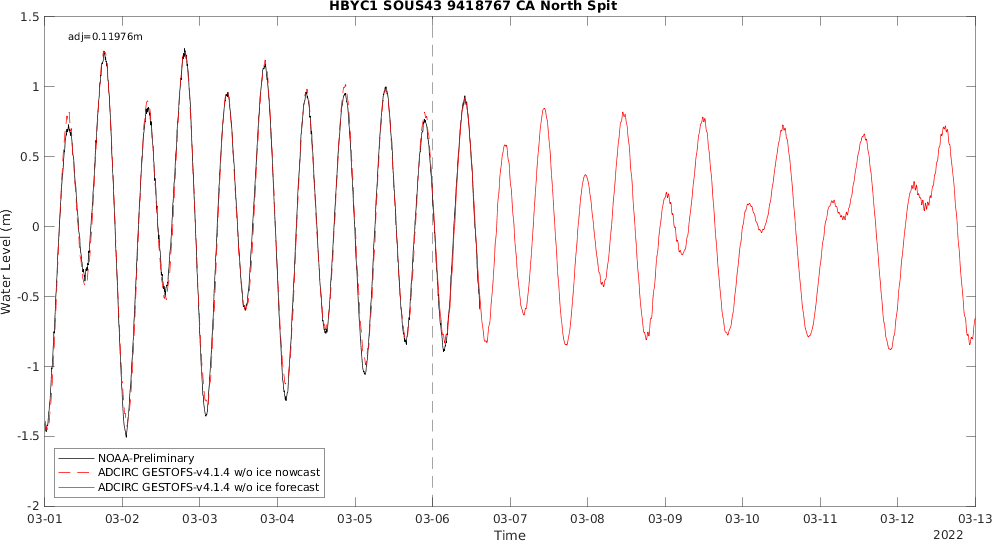 HBYC1 SOUS43 9418767 CA North Spit
adj=0.11976m
1.5
1
0.5
0
-0.5
-1
-1.5
-2
Water Level (m)
NOAA-Preliminary
ADCIRC GESTOFS-v4.1.4 w/o ice nowcast
ADCIRC GESTOFS-v4.1.4 w/o ice forecast
03-01 03-02 03-03 03-04 03-05 03-06 03-07 03-08 03-09 03-10 03-11 03-12 03-13
Time
2022